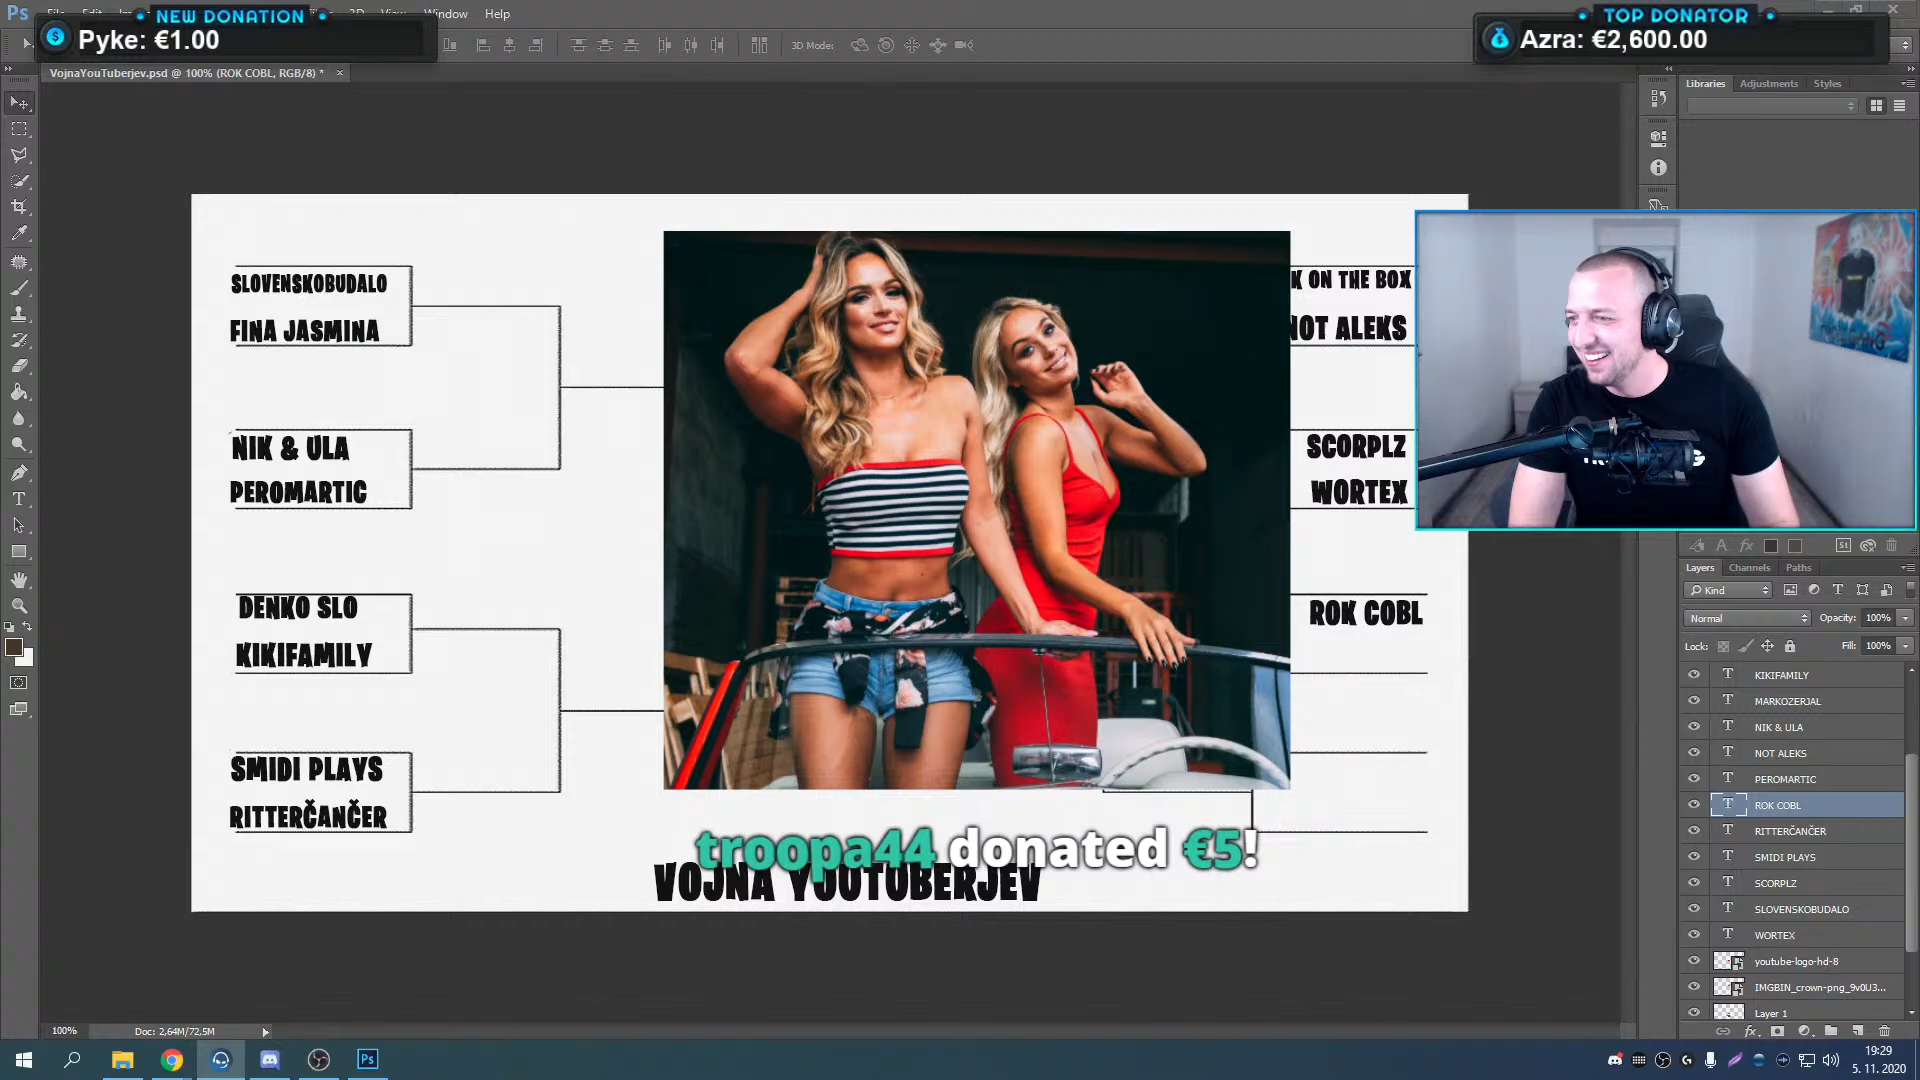 NEW DONATION
Pyke: €1.00
TOP DONATOR
Azra: €2,600.00
Window
Help
3D Mode:
VojnaYouTuberjev.psd @ 100% (ROK COBL, RGB/8) *
Libraries
Adjustments
Styles
SLOVENSKOBUDALO
FINA JASMINA
NIK & ULA
PEROMARTIC
DENKO SLO
KIKIFAMILY
SMIDI PLAYS
RITTERČANČER
K ON THE BOX
NOT ALEKS
SCORPLZ
WORTEX
ROK COBL
troopa44 donated €5!
VOJNA YOUTUBERJEV
Layers
Channels
Paths
Kind
Normal
Opacity: 100%
Lock:
Fill: 100%
KIKIFAMILY
MARKOZERJAL
NIK & ULA
NOT ALEKS
PEROMARTIC
ROK COBL
RITTERČANČER
SMIDI PLAYS
SCORPLZ
SLOVENSKOBUDALO
WORTEX
youtube-logo-hd-8
IMGBIN_crown-png_9v0U3...
Layer 1
100%
Doc: 2,64M/72,5M
19:29
5. 11. 2020